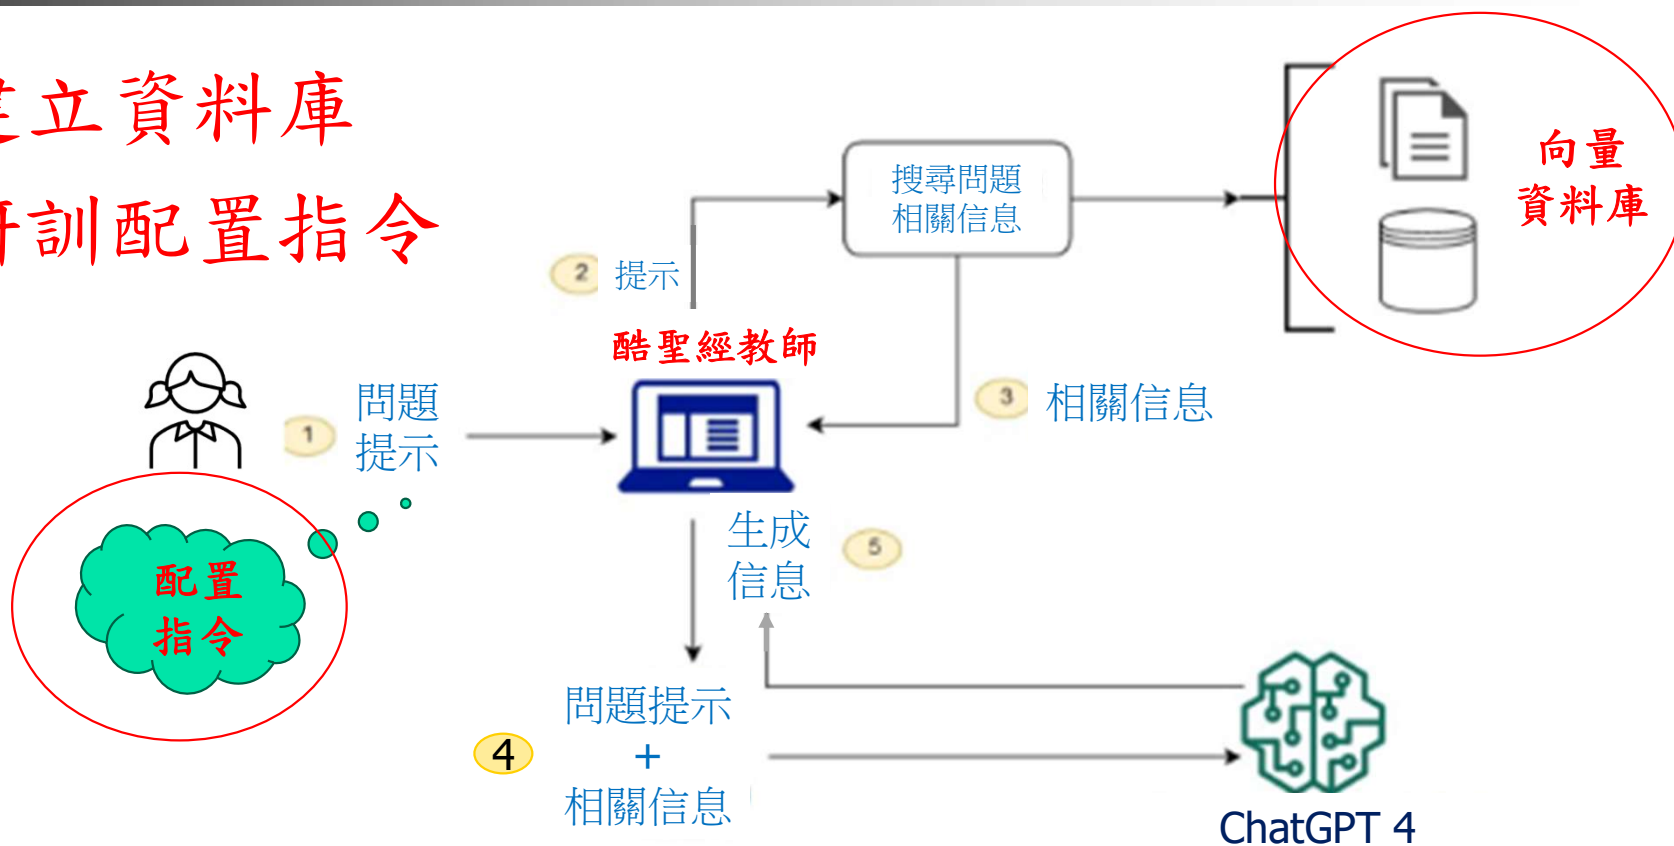 立資料庫
訓配置指令
搜尋問題
相關信息
向量
資料庫
2 提示
酷聖經教師
1 問題
提示
3 相關信息
配置
指令
生成
信息
5
問題提示
4 +
相關信息
ChatGPT 4